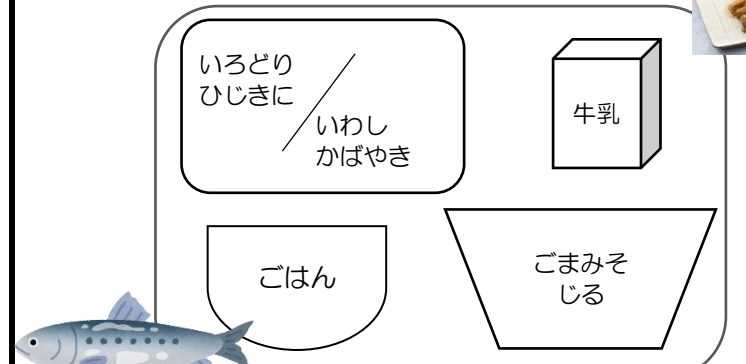 いろどり
ひじきに
いわし
かばやき
牛乳
ごはん
ごまみそ
じる